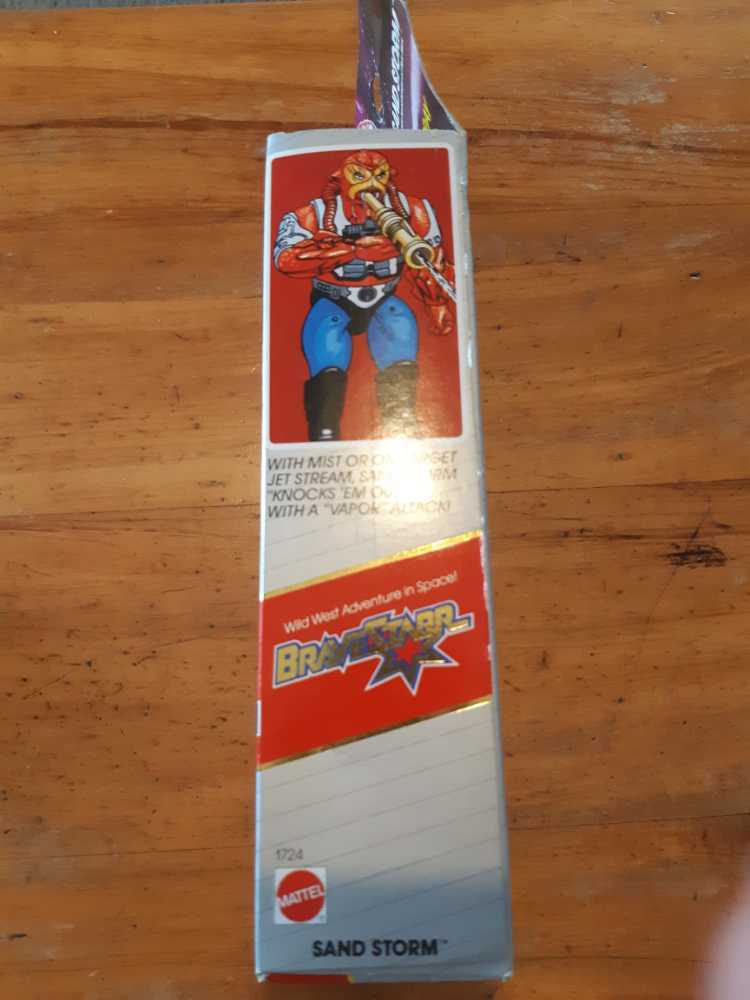 WITH MIST OR ON TARGET
JET STREAM, SAND STORM
"KNOCKS 'EM OUT"
WITH A "VAPOR" ATTACK!
Wild West Adventure in Space!
BRAVESTARR
1724
MATTEL
SAND STORM™